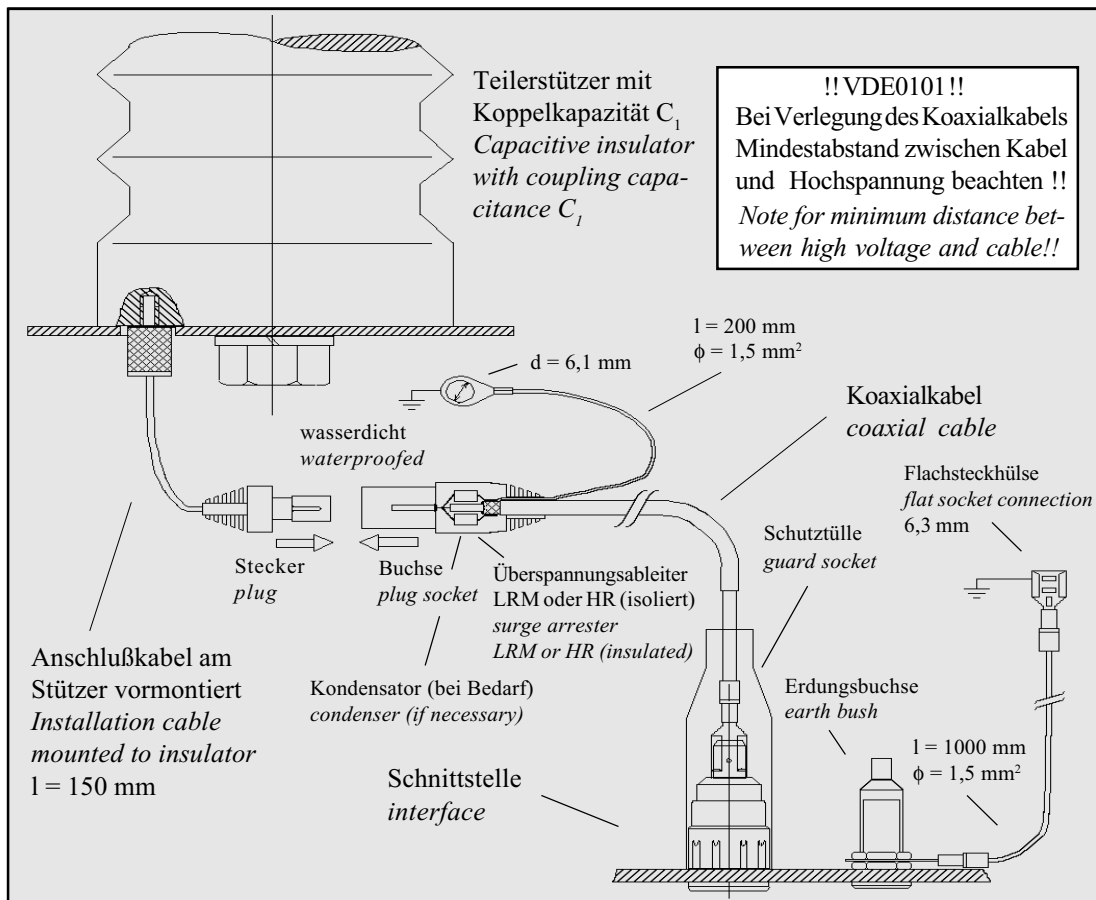 Teilerstützer mit
Koppelkapazität C1
Capacitive insulator
with coupling capa-
citance C1
!! VDE0101 !!
Bei Verlegung des Koaxialkabels
Mindestabstand zwischen Kabel
und Hochspannung beachten !!
Note for minimum distance bet-
ween high voltage and cable!!
l = 200 mm
ϕ = 1,5 mm²
d = 6,1 mm
Koaxialkabel
coaxial cable
wasserdicht
waterproofed
Flachsteckhülse
flat socket connection
6,3 mm
Schutztülle
guard socket
Stecker
plug
Buchse
plug socket
Überspannungsableiter
LRM oder HR (isoliert)
surge arrester
LRM or HR (insulated)
Anschlußkabel am
Stützer vormontiert
Installation cable
mounted to insulator
l = 150 mm
Kondensator (bei Bedarf)
condenser (if necessary)
Erdungsbuchse
earth bush
l = 1000 mm
ϕ = 1,5 mm²
Schnittstelle
interface